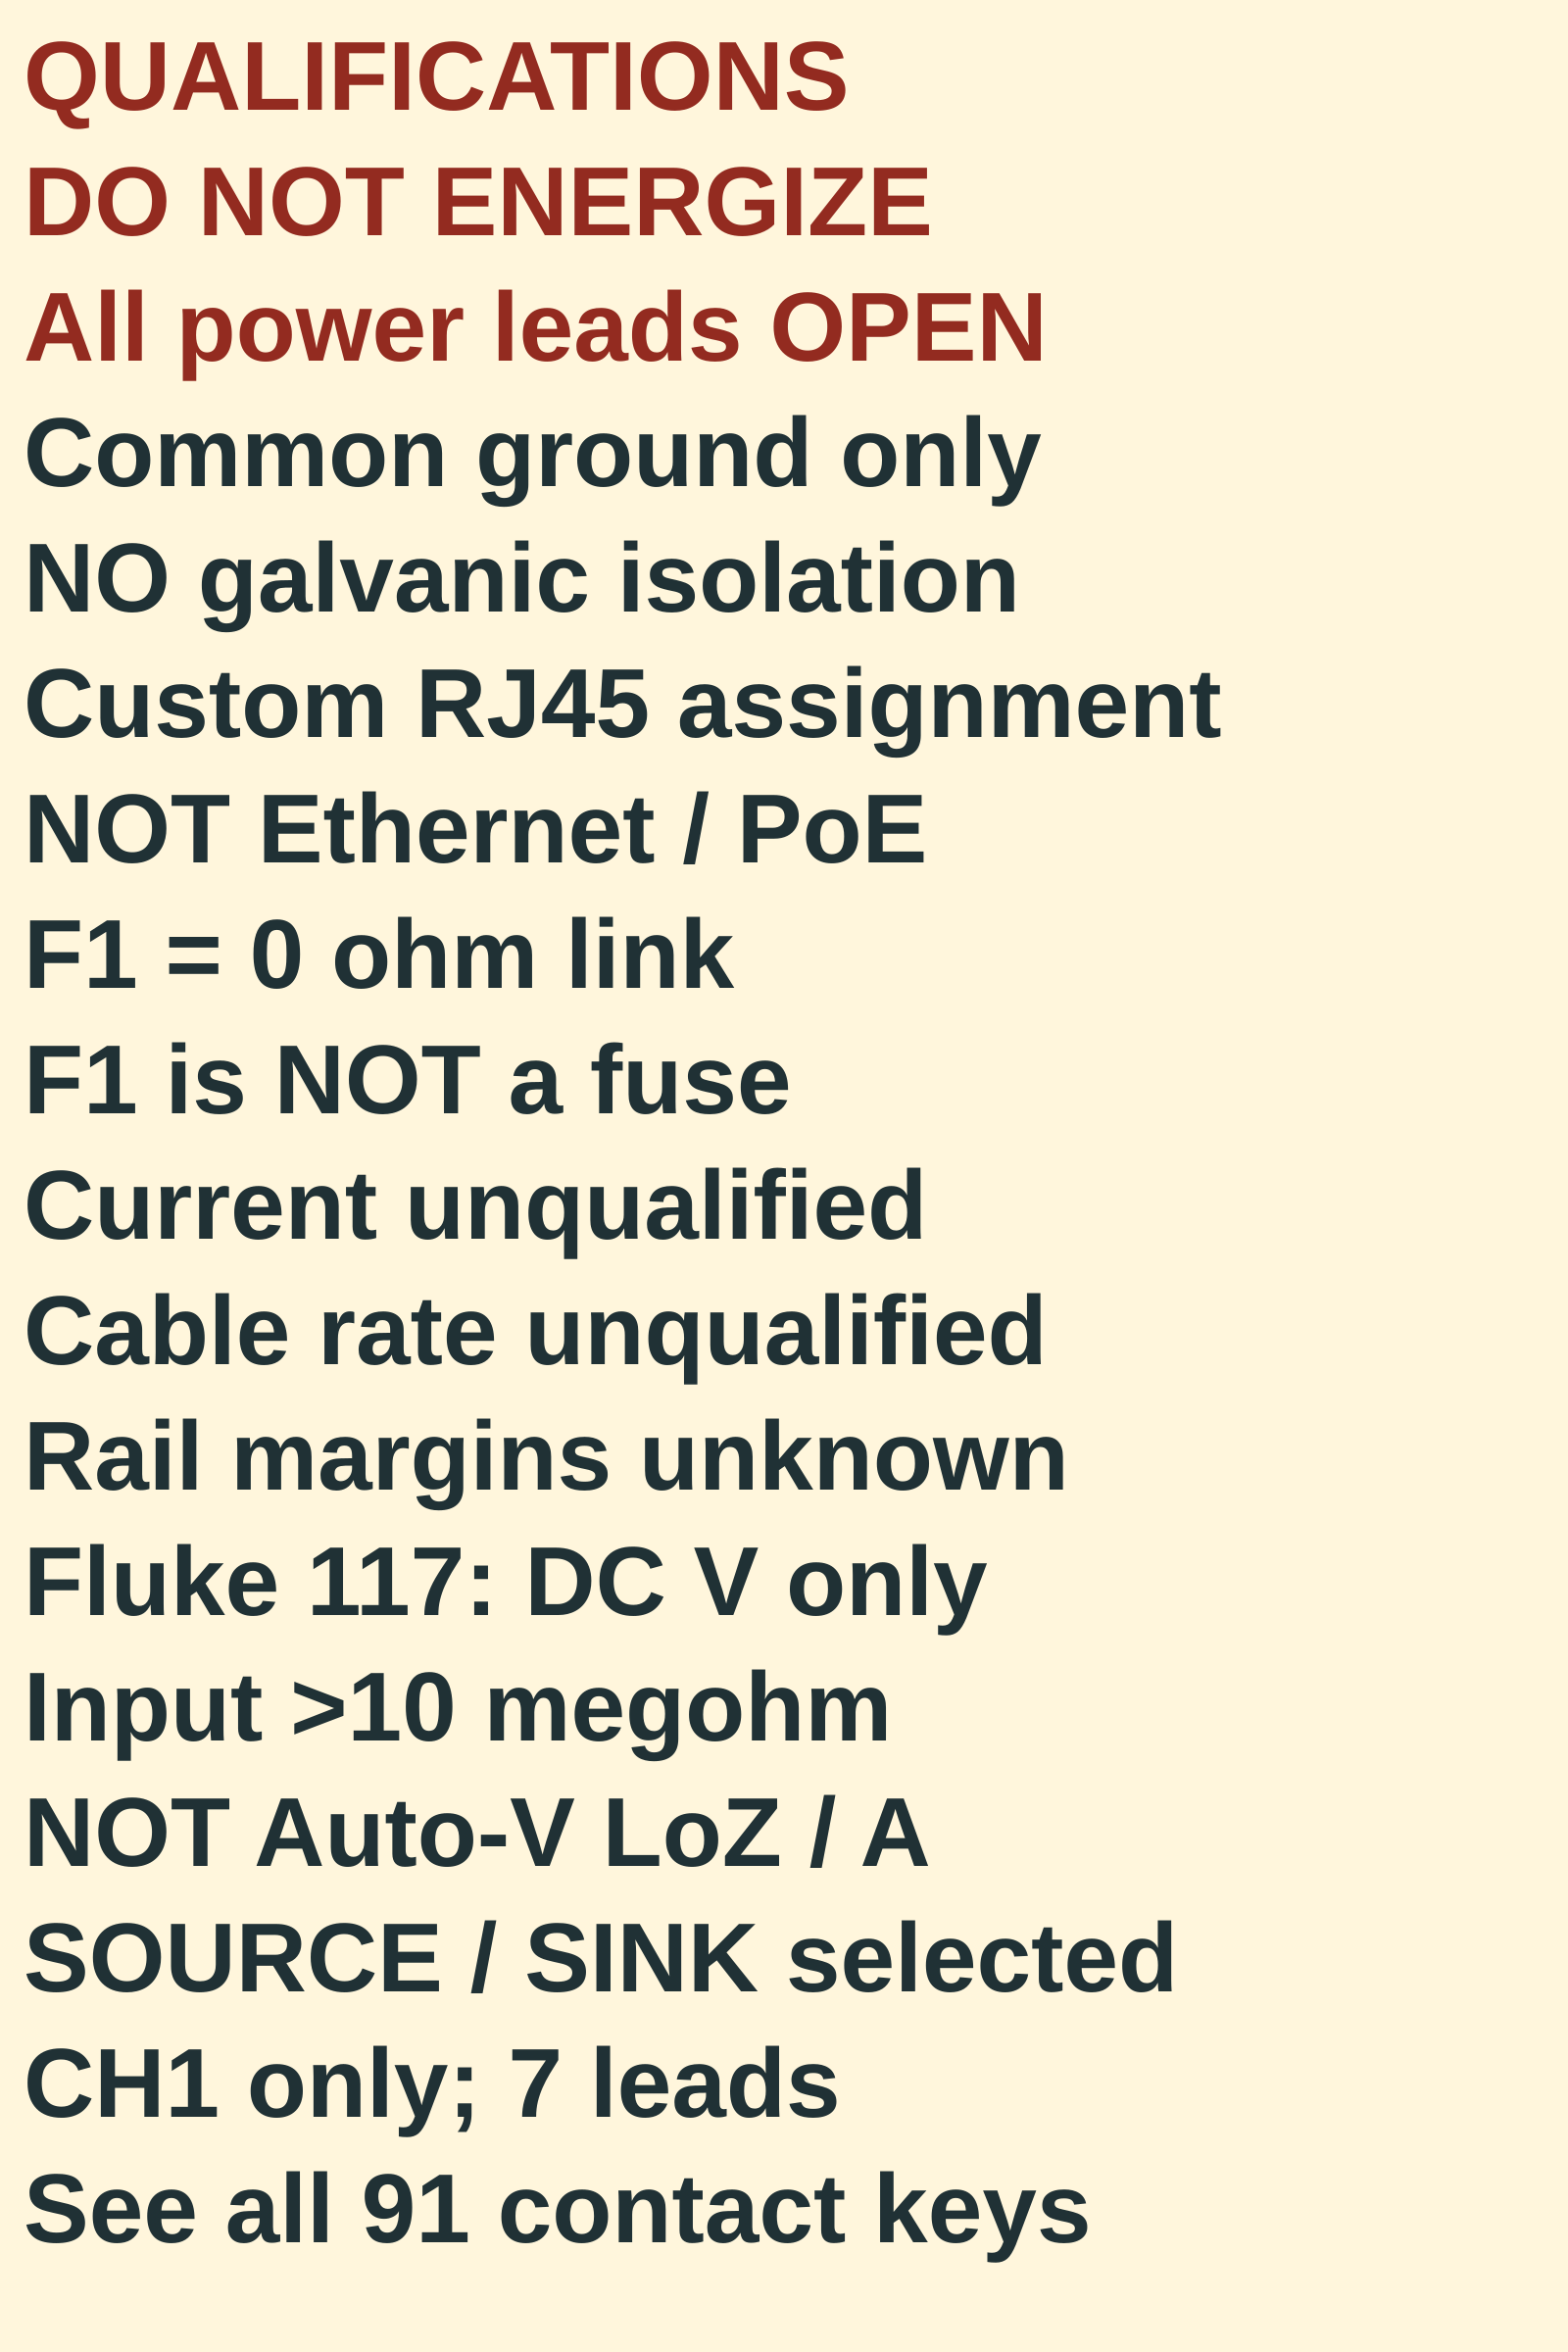 QUALIFICATIONS
DO NOT ENERGIZE
All power leads OPEN
Common ground only
NO galvanic isolation
Custom RJ45 assignment
NOT Ethernet / PoE
F1 = 0 ohm link
F1 is NOT a fuse
Current unqualified
Cable rate unqualified
Rail margins unknown
Fluke 117: DC V only
Input >10 megohm
NOT Auto-V LoZ / A
SOURCE / SINK selected
CH1 only; 7 leads
See all 91 contact keys